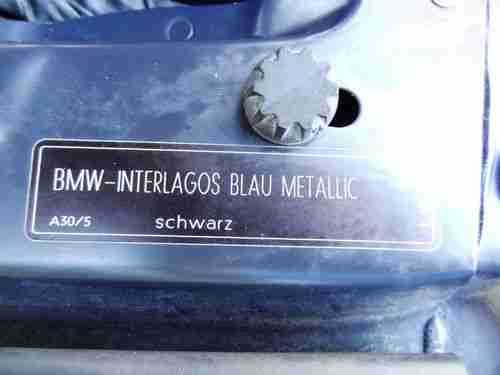 BMW-INTERLAGOS BLAU METALLIC
A30/5 schwarz